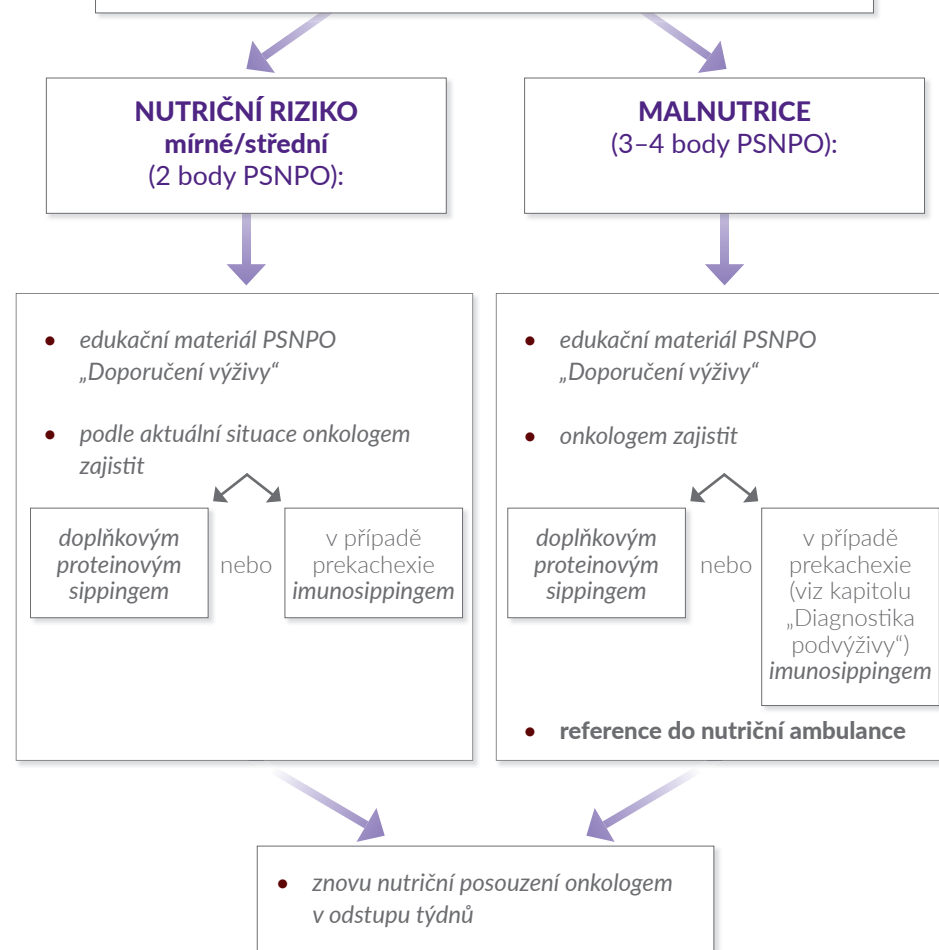 NUTRIČNÍ RIZIKO
mírné/střední
(2 body PSNPO):
MALNUTRICE
(3–4 body PSNPO):
• edukační materiál PSNPO
„Doporučení výživy“
• podle aktuální situace onkologem
zajistit
doplňkovým
proteinovým
sippingem
nebo
v případě
prekachexie
imunosippingem
• edukační materiál PSNPO
„Doporučení výživy“
• onkologem zajistit
doplňkovým
proteinovým
sippingem
nebo
v případě
prekachexie
(viz kapitolu
„Diagnostika
podvýživy“)
imunosippingem
• reference do nutriční ambulance
• znovu nutriční posouzení onkologem
v odstupu týdnů